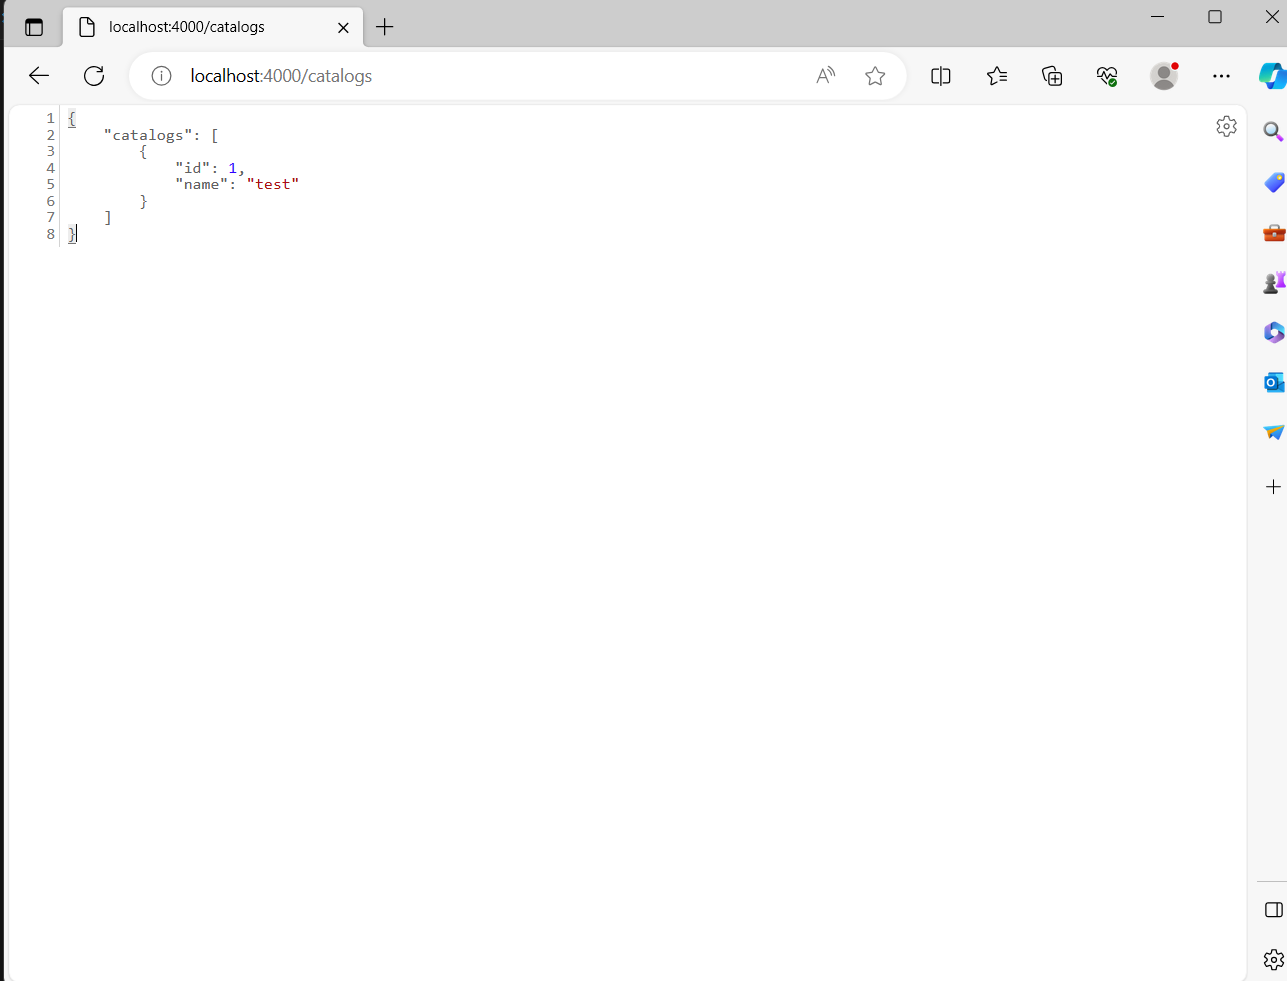 localhost:4000/catalogs
localhost:4000/catalogs
1 {
2     "catalogs": [
3         {
4             "id": 1,
5             "name": "test"
6         }
7     ]
8 }